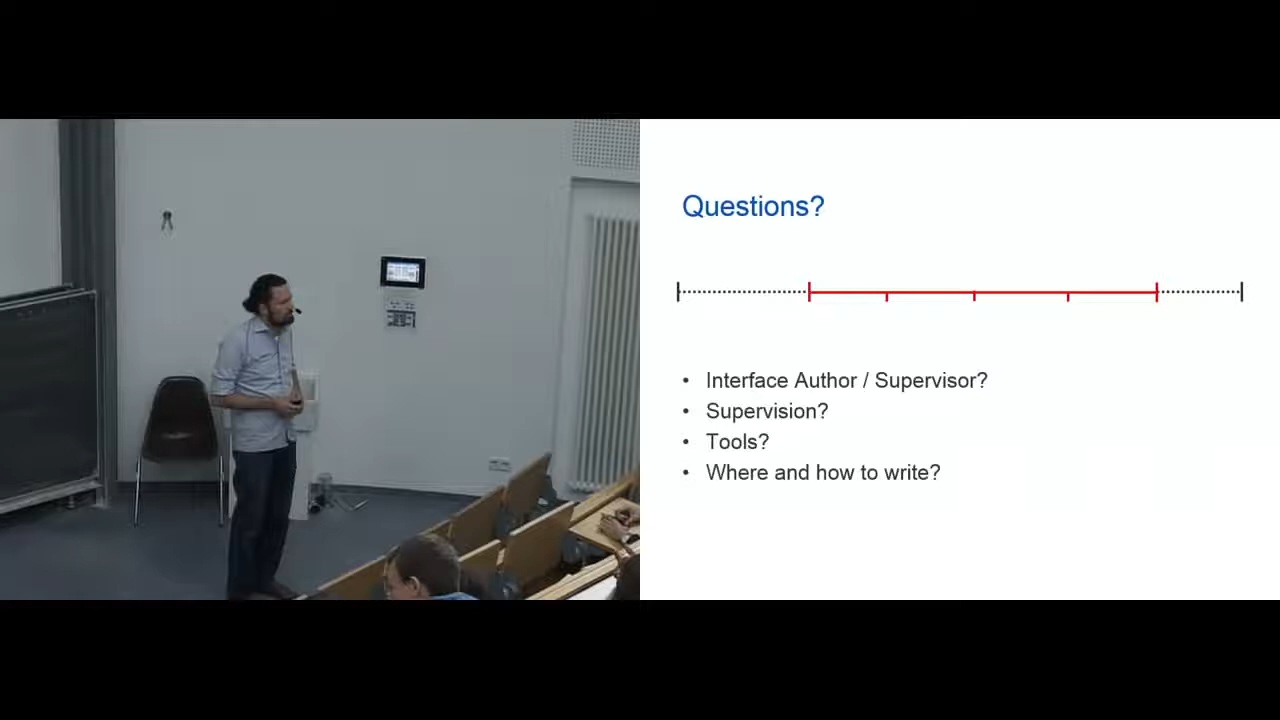 Questions?
• Interface Author / Supervisor?
• Supervision?
• Tools?
• Where and how to write?